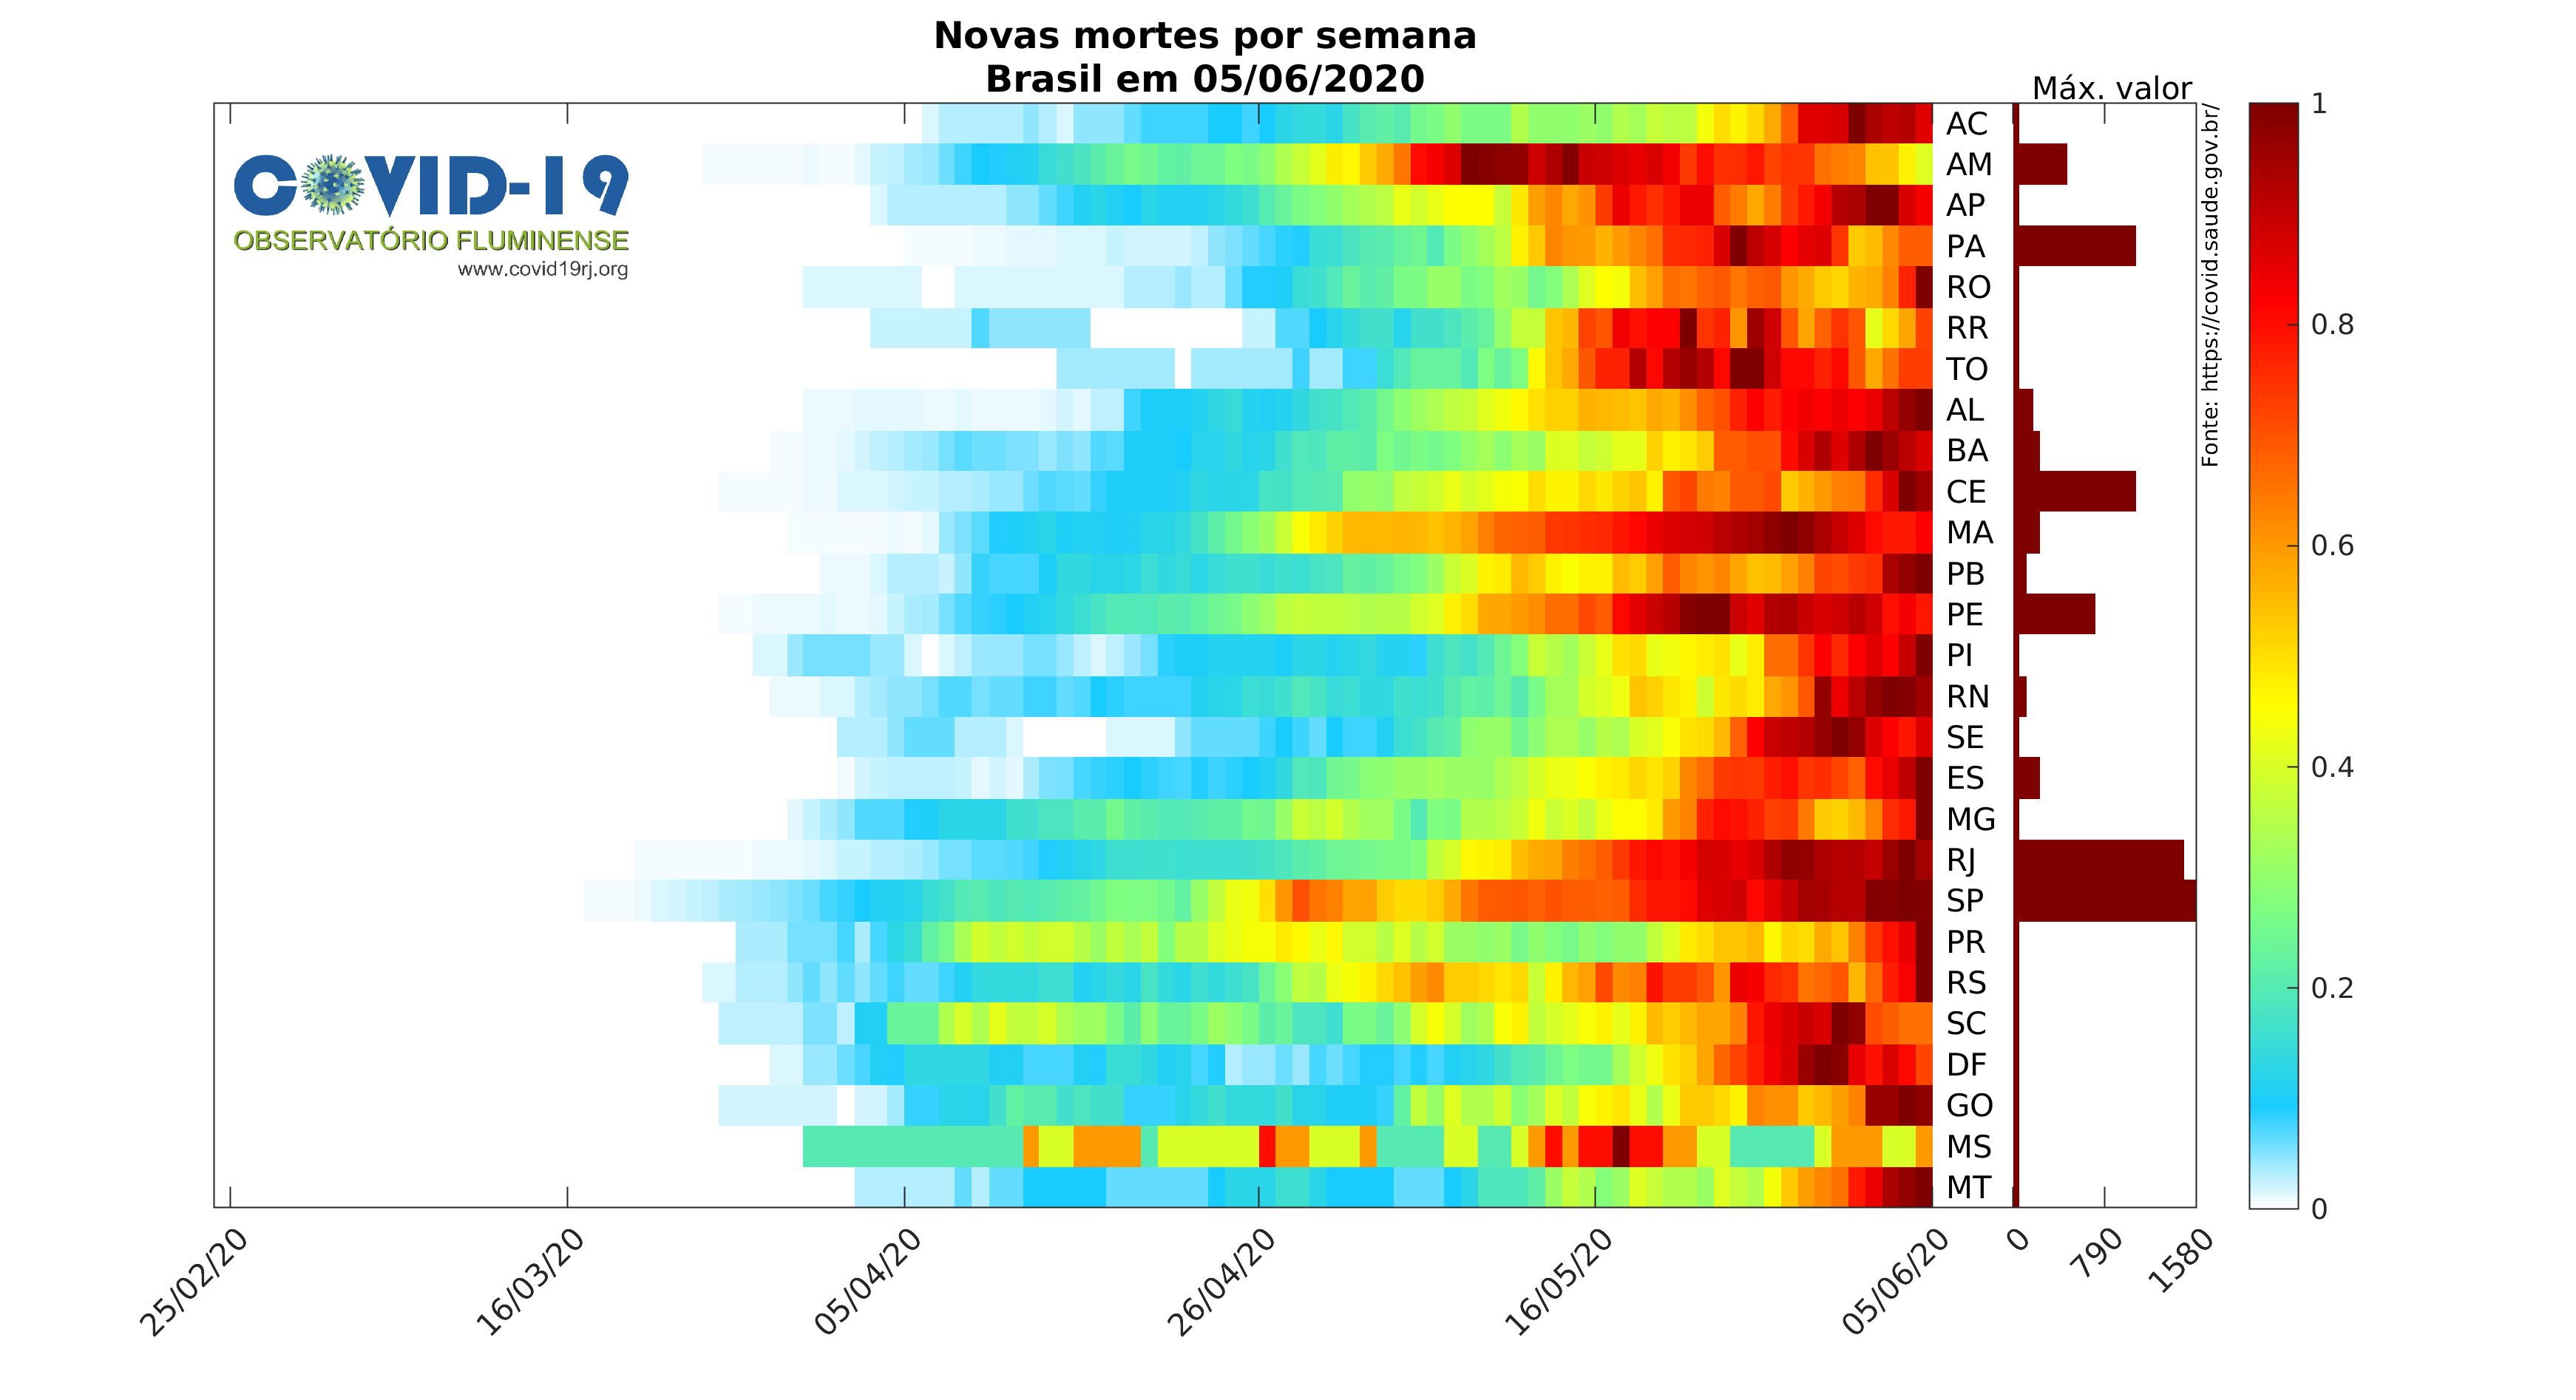 Novas mortes por semana
Brasil em 05/06/2020
Máx. valor
COVID-19
OBSERVATÓRIO FLUMINENSE
www.covid19rj.org
AC
AM
AP
PA
RO
RR
TO
AL
BA
CE
MA
PB
PE
PI
RN
SE
ES
MG
RJ
SP
PR
RS
SC
DF
GO
MS
MT
Fonte: https://covid.saude.gov.br/
1
0.8
0.6
0.4
0.2
0
25/02/20
16/03/20
05/04/20
26/04/20
16/05/20
05/06/20
0
790
1580